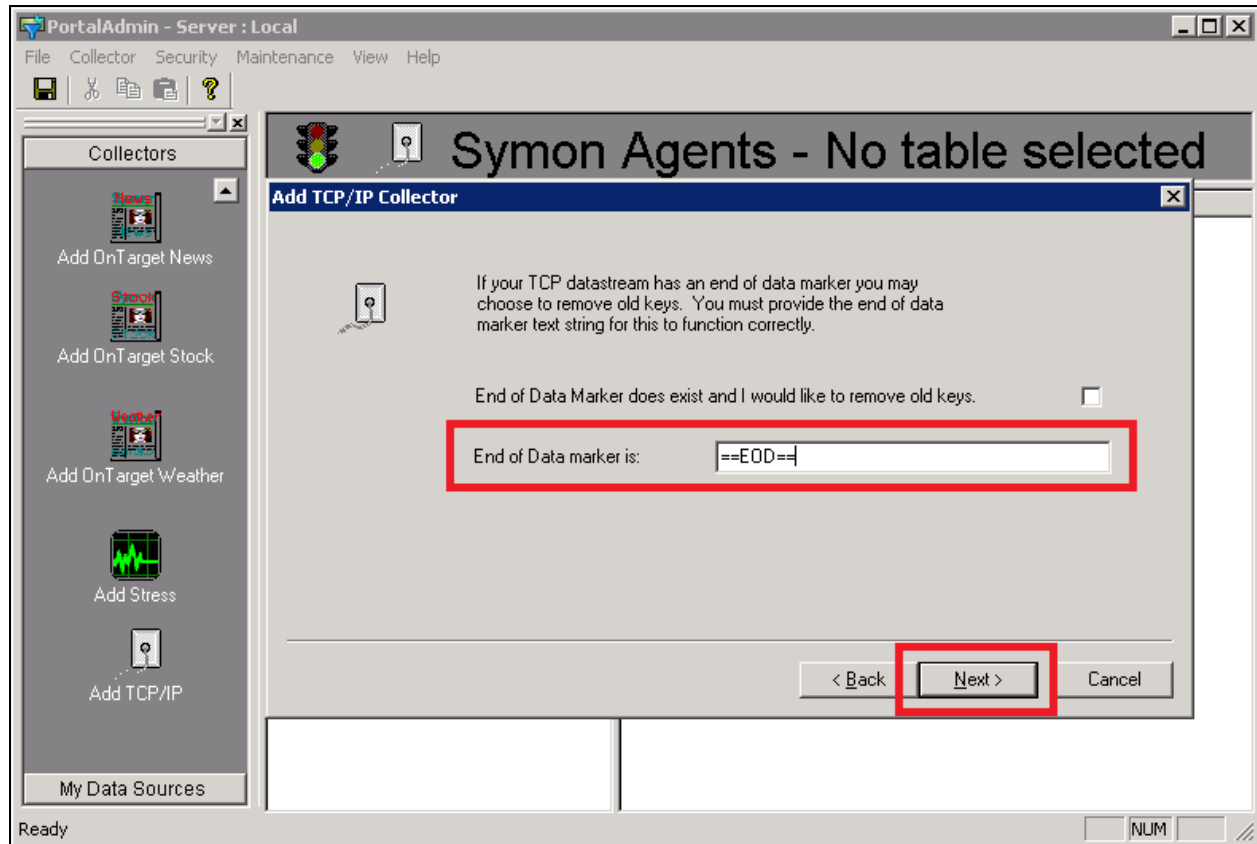 PortalAdmin - Server : Local
File Collector Security Maintenance View Help
Collectors
Symon Agents - No table selected
News
Add OnTarget News
Stock
Add OnTarget Stock
Weather
Add OnTarget Weather
Add Stress
Add TCP/IP
My Data Sources
Add TCP/IP Collector
If your TCP datastream has an end of data marker you may
choose to remove old keys. You must provide the end of data
marker text string for this to function correctly.
End of Data Marker does exist and I would like to remove old keys.
End of Data marker is: ==EOD==
< Back Next > Cancel
Ready NUM